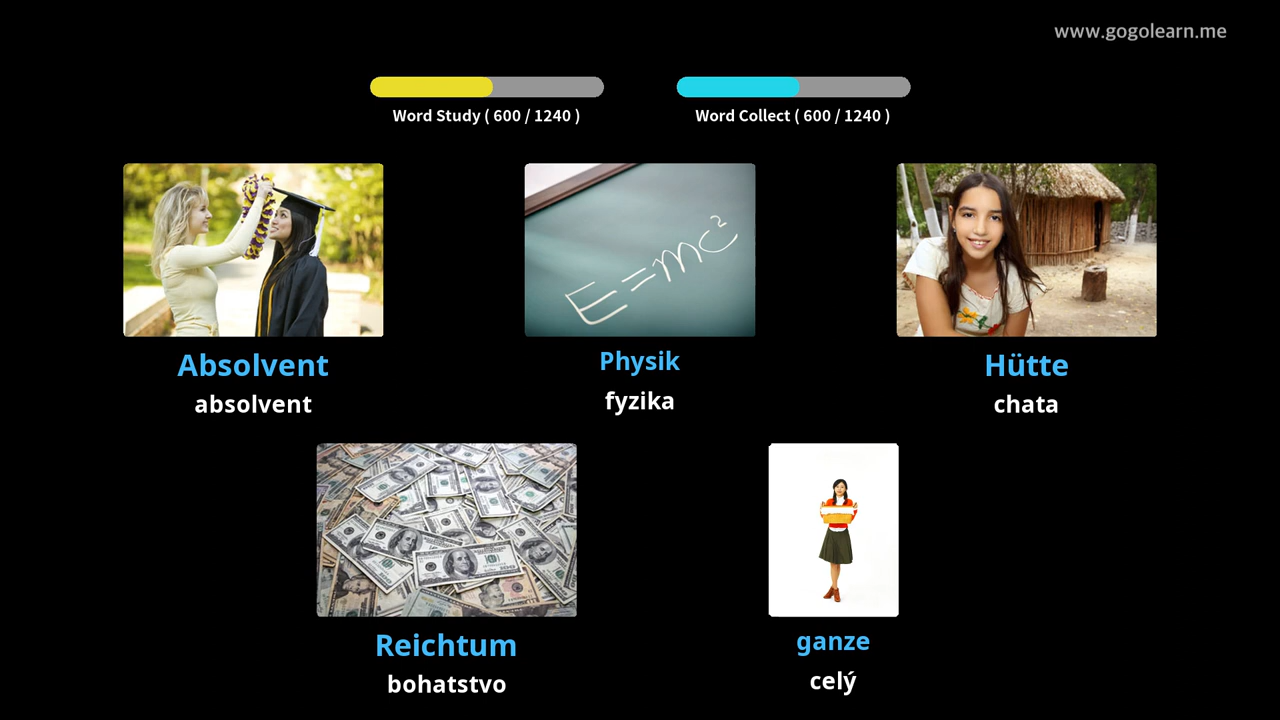 www.gogolearn.me
Word Study ( 600 / 1240 )
Word Collect ( 600 / 1240 )
E=mc²
Absolvent
absolvent
Physik
fyzika
Hütte
chata
Reichtum
bohatstvo
ganze
celý